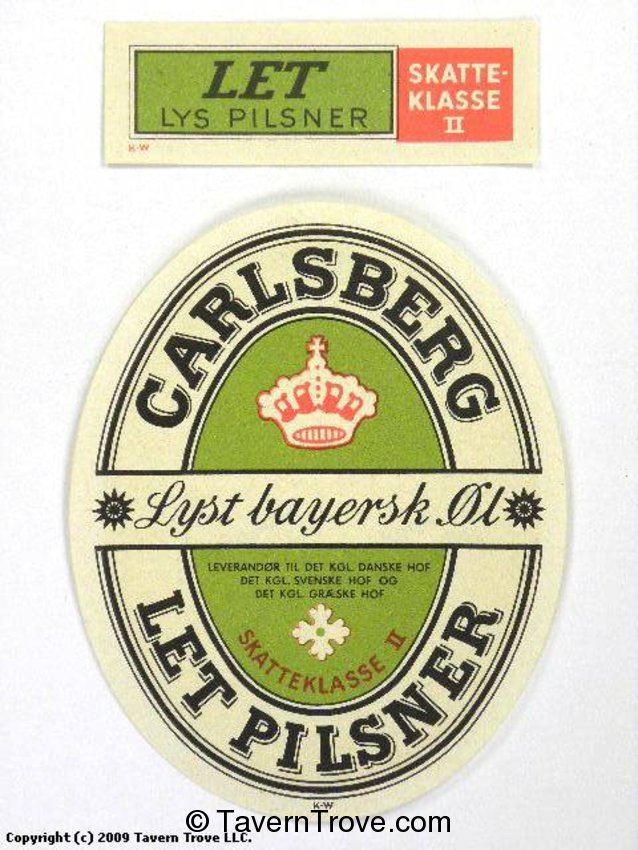 LET
LYS PILSNER
SKATTE-
KLASSE
II
K-W
CARLSBERG
Lyst bayersk Øl
LEVERANDØR TIL DET KGL. DANSKE HOF
DET KGL. SVENSKE HOF OG
DET KGL. GRÆSKE HOF
SKATTEKLASSE II
LET PILSNER
K-W
© TavernTrove.com
Copyright (c) 2009 Tavern Trove LLC.